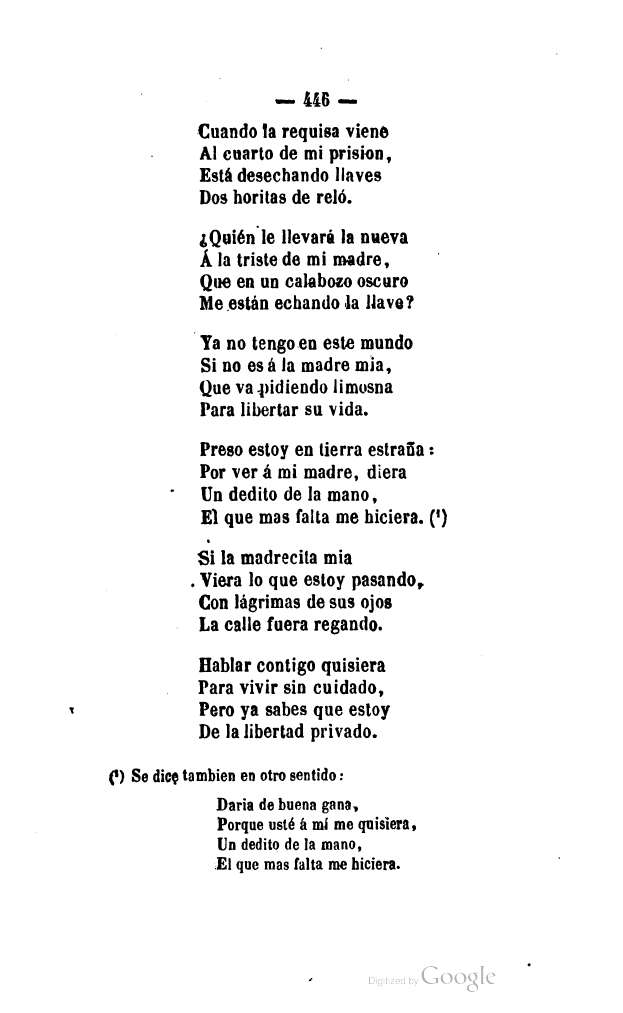 — 446 —
Cuando la requisa viene
Al cuarto de mi prision,
Está desechando llaves
Dos horitas de reló.
¿Quién le llevará la nueva
Á la triste de mi madre,
Que en un calabozo oscuro
Me están echando la llave?
Ya no tengo en este mundo
Si no es á la madre mia,
Que va pidiendo limosna
Para libertar su vida.
Preso estoy en tierra estraña:
Por ver á mi madre, diera
Un dedito de la mano,
El que mas falta me hiciera. (¹)
Si la madrecita mia
Viera lo que estoy pasando,
Con lágrimas de sus ojos
La calle fuera regando.
Hablar contigo quisiera
Para vivir sin cuidado,
Pero ya sabes que estoy
De la libertad privado.
(¹) Se dice tambien en otro sentido:
Daria de buena gana,
Porque usté á mí me quisiera,
Un dedito de la mano,
El que mas falta me hiciera.
Digitized by Google